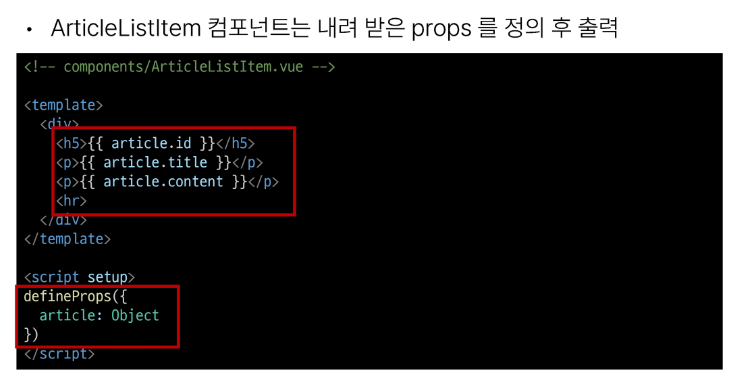 • ArticleListItem 컴포넌트는 내려 받은 props 를 정의 후 출력
<!-- components/ArticleListItem.vue -->
<template>
<div>
<h5>{{ article.id }}</h5>
<p>{{ article.title }}</p>
<p>{{ article.content }}</p>
<hr>
</div>
</template>
<script setup>
defineProps({
article: Object
})
</script>